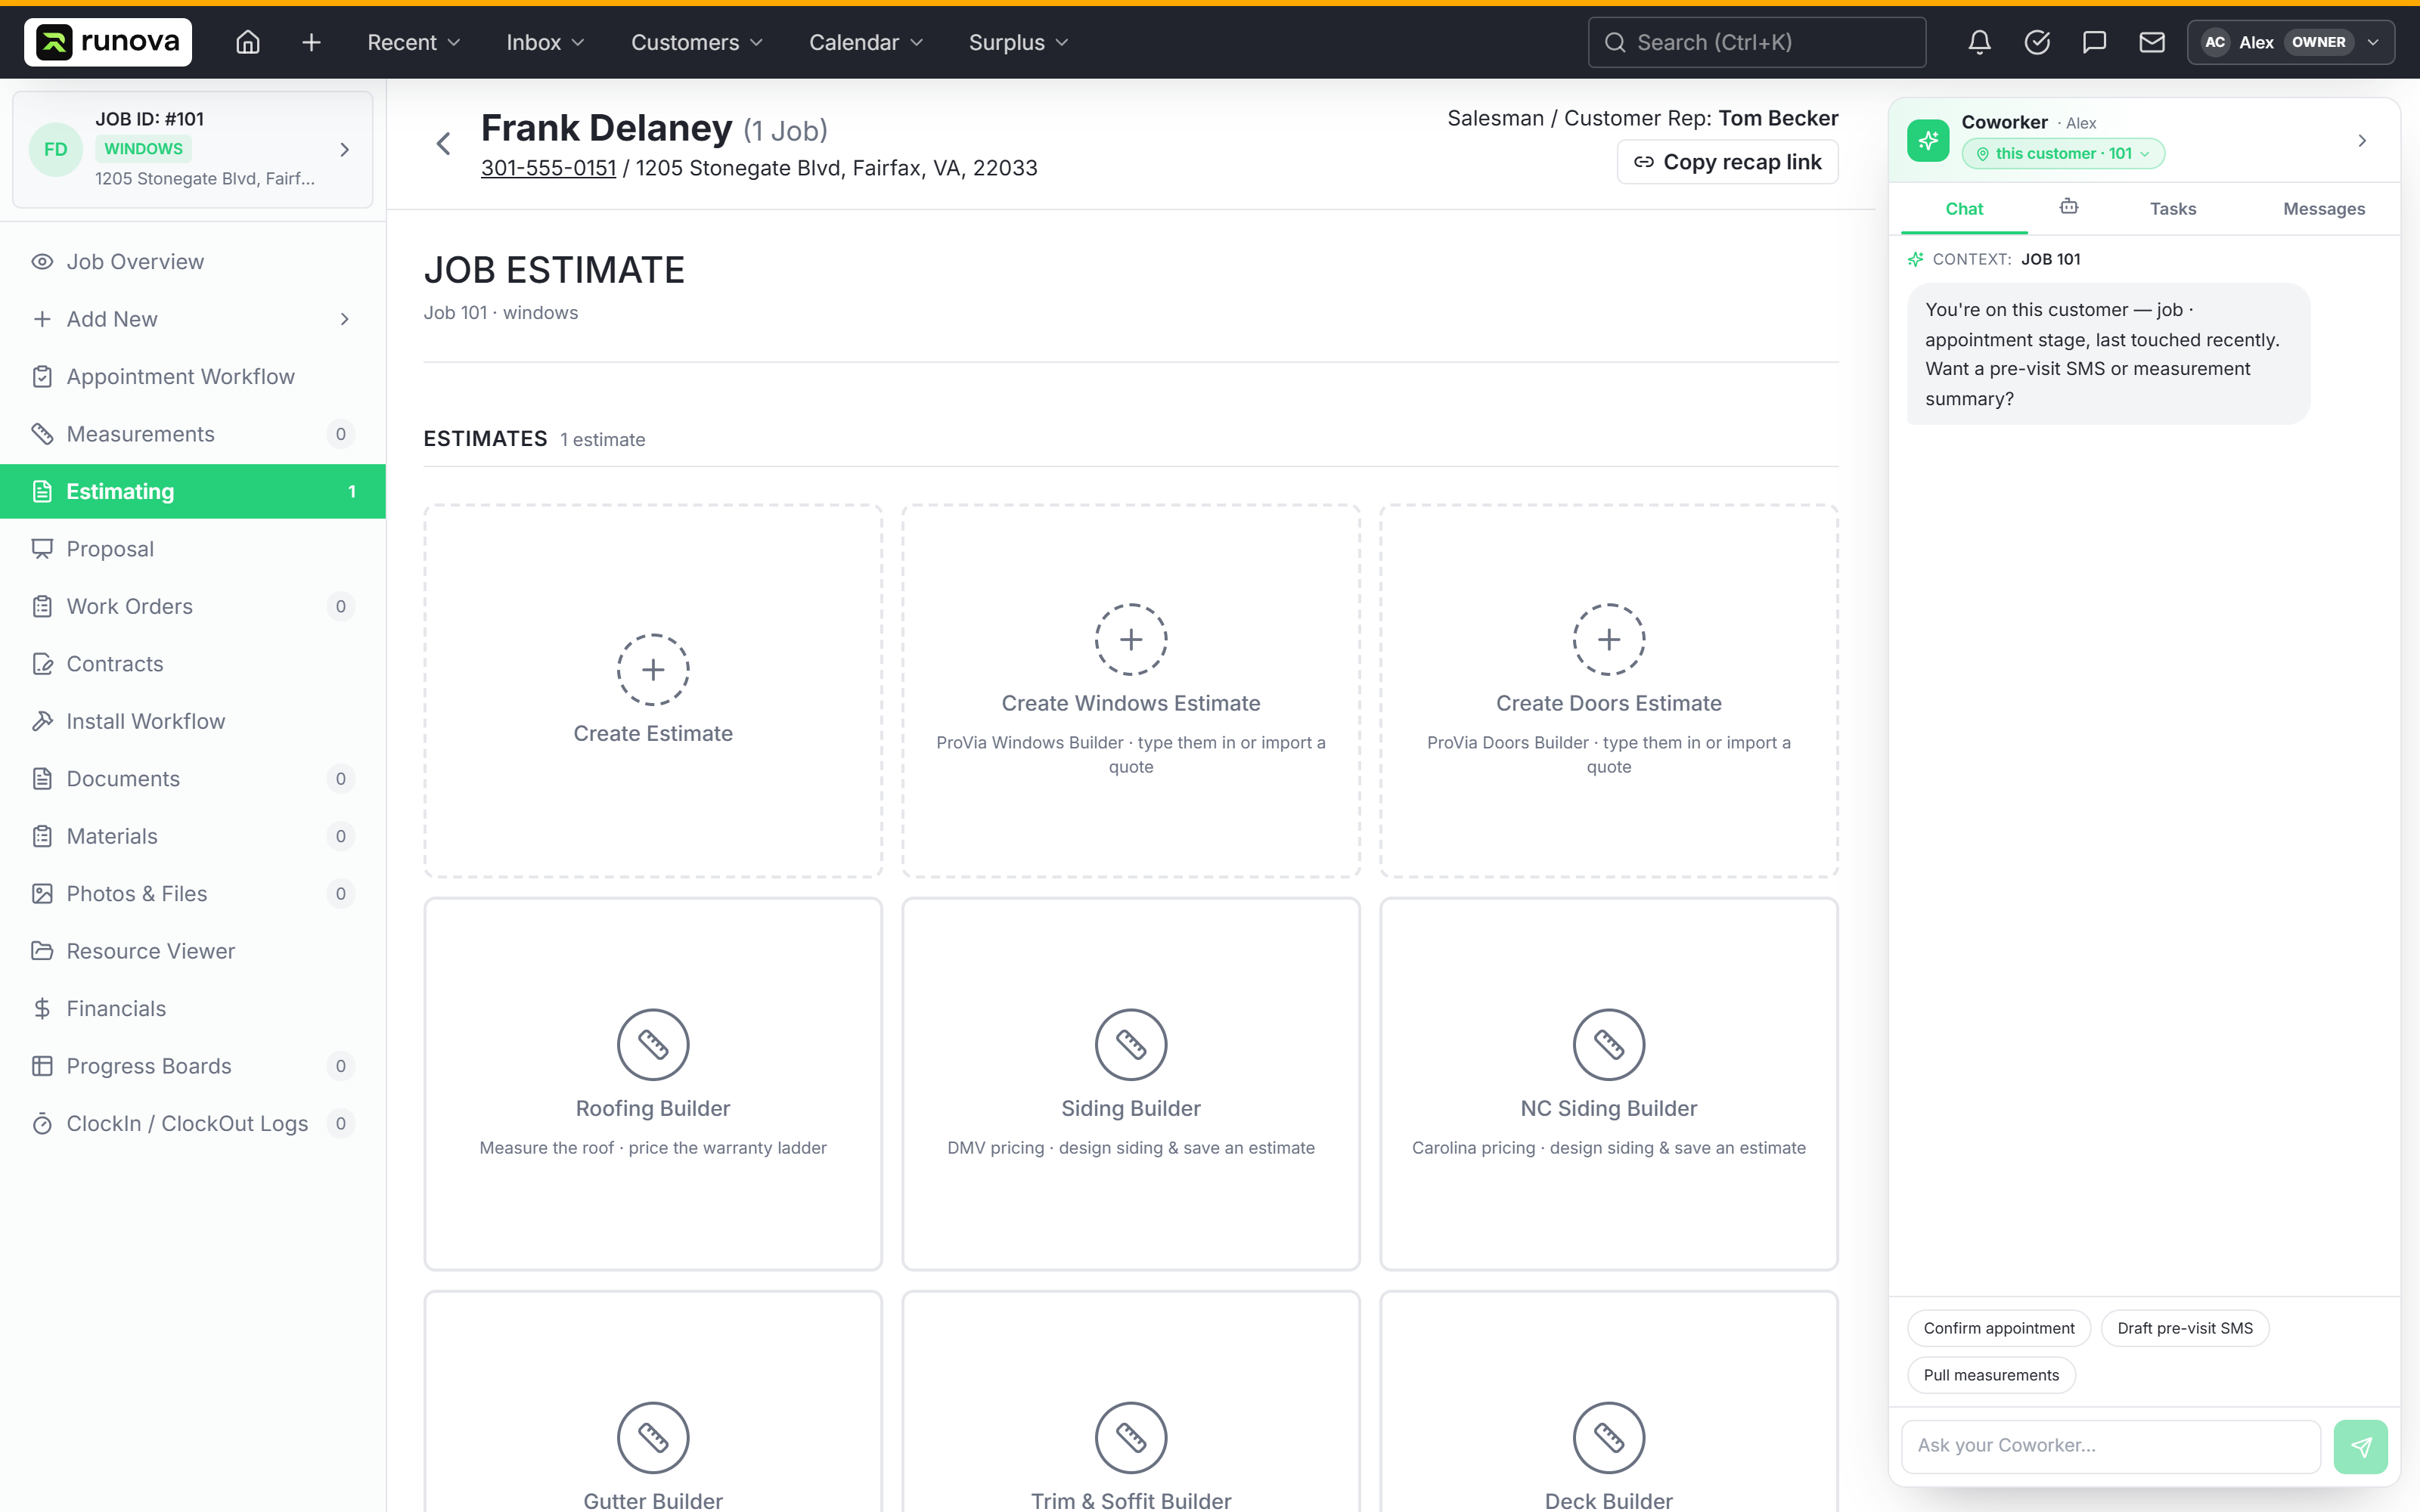 runova
Recent
Inbox
Customers
Calendar
Surplus
Search (Ctrl+K)
AC Alex OWNER
FD
JOB ID: #101
WINDOWS
1205 Stonegate Blvd, Fairf...
Job Overview
Add New
Appointment Workflow
Measurements 0
Estimating 1
Proposal
Work Orders 0
Contracts
Install Workflow
Documents 0
Materials 0
Photos & Files 0
Resource Viewer
Financials
Progress Boards 0
ClockIn / ClockOut Logs 0
Frank Delaney (1 Job)
301-555-0151 / 1205 Stonegate Blvd, Fairfax, VA, 22033
Salesman / Customer Rep: Tom Becker
Copy recap link
JOB ESTIMATE
Job 101 · windows
ESTIMATES 1 estimate
Create Estimate
Create Windows Estimate
ProVia Windows Builder · type them in or import a
quote
Create Doors Estimate
ProVia Doors Builder · type them in or import a
quote
Roofing Builder
Measure the roof · price the warranty ladder
Siding Builder
DMV pricing · design siding & save an estimate
NC Siding Builder
Carolina pricing · design siding & save an estimate
Gutter Builder
Trim & Soffit Builder
Deck Builder
Coworker · Alex
this customer · 101
Chat
Tasks
Messages
CONTEXT: JOB 101
You're on this customer — job ·
appointment stage, last touched recently.
Want a pre-visit SMS or measurement
summary?
Confirm appointment
Draft pre-visit SMS
Pull measurements
Ask your Coworker...